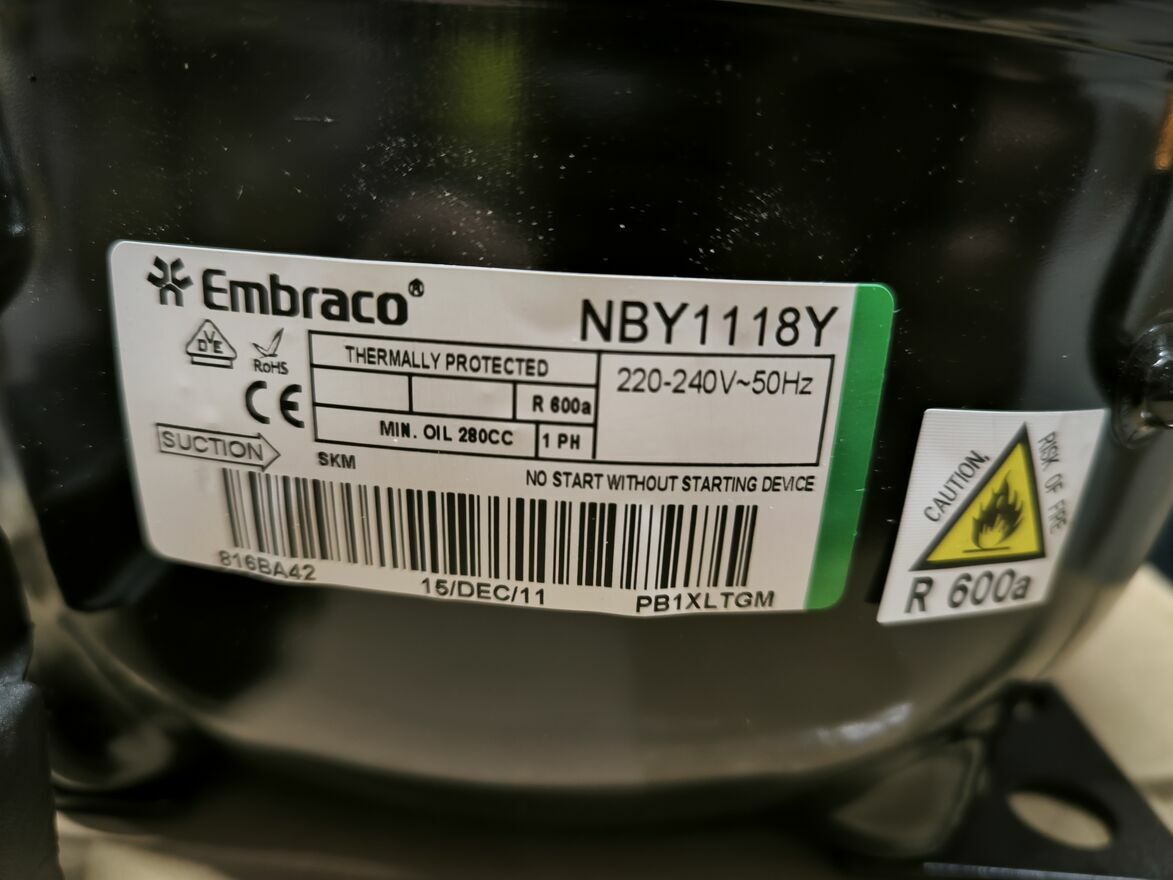 Embraco®
NBY1118Y
VDE
RoHS
THERMALLY PROTECTED
220-240V~50Hz
R 600a
CE
MIN. OIL 280CC
1 PH
SUCTION
SKM
NO START WITHOUT STARTING DEVICE
816BA42
15/DEC/11
PB1XLTGM
CAUTION,
RISK OF FIRE
R 600a